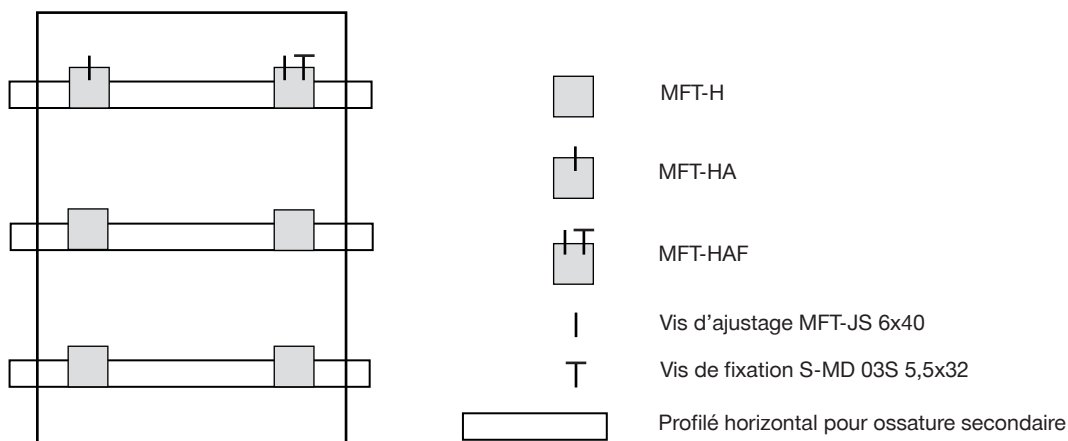 MFT-H
MFT-HA
MFT-HAF
Vis d'ajustage MFT-JS 6x40
Vis de fixation S-MD 03S 5,5x32
Profilé horizontal pour ossature secondaire